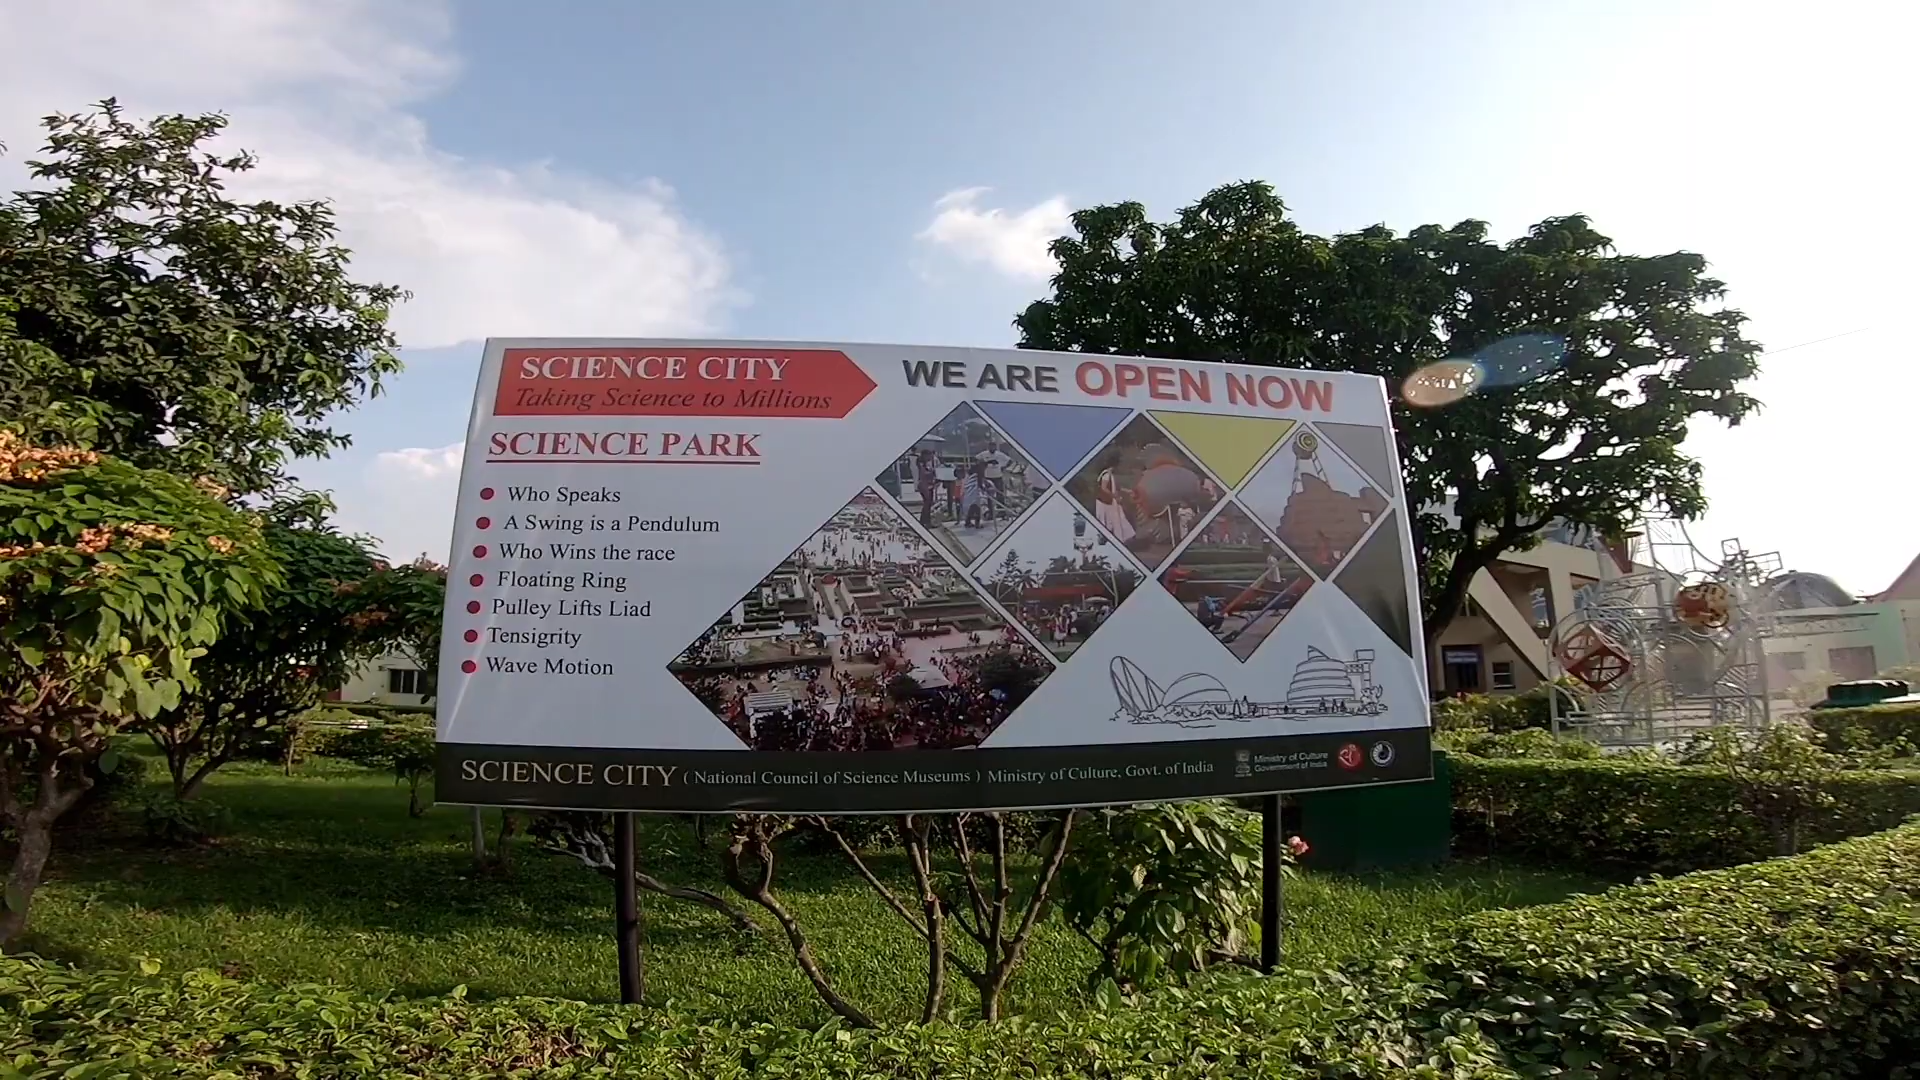 SCIENCE CITY
Taking Science to Millions
WE ARE OPEN NOW
SCIENCE PARK
Who Speaks
A Swing is a Pendulum
Who Wins the race
Floating Ring
Pulley Lifts Liad
Tensigrity
Wave Motion
SCIENCE CITY ( National Council of Science Museums ) Ministry of Culture, Govt. of India
Ministry of Culture
Government of India